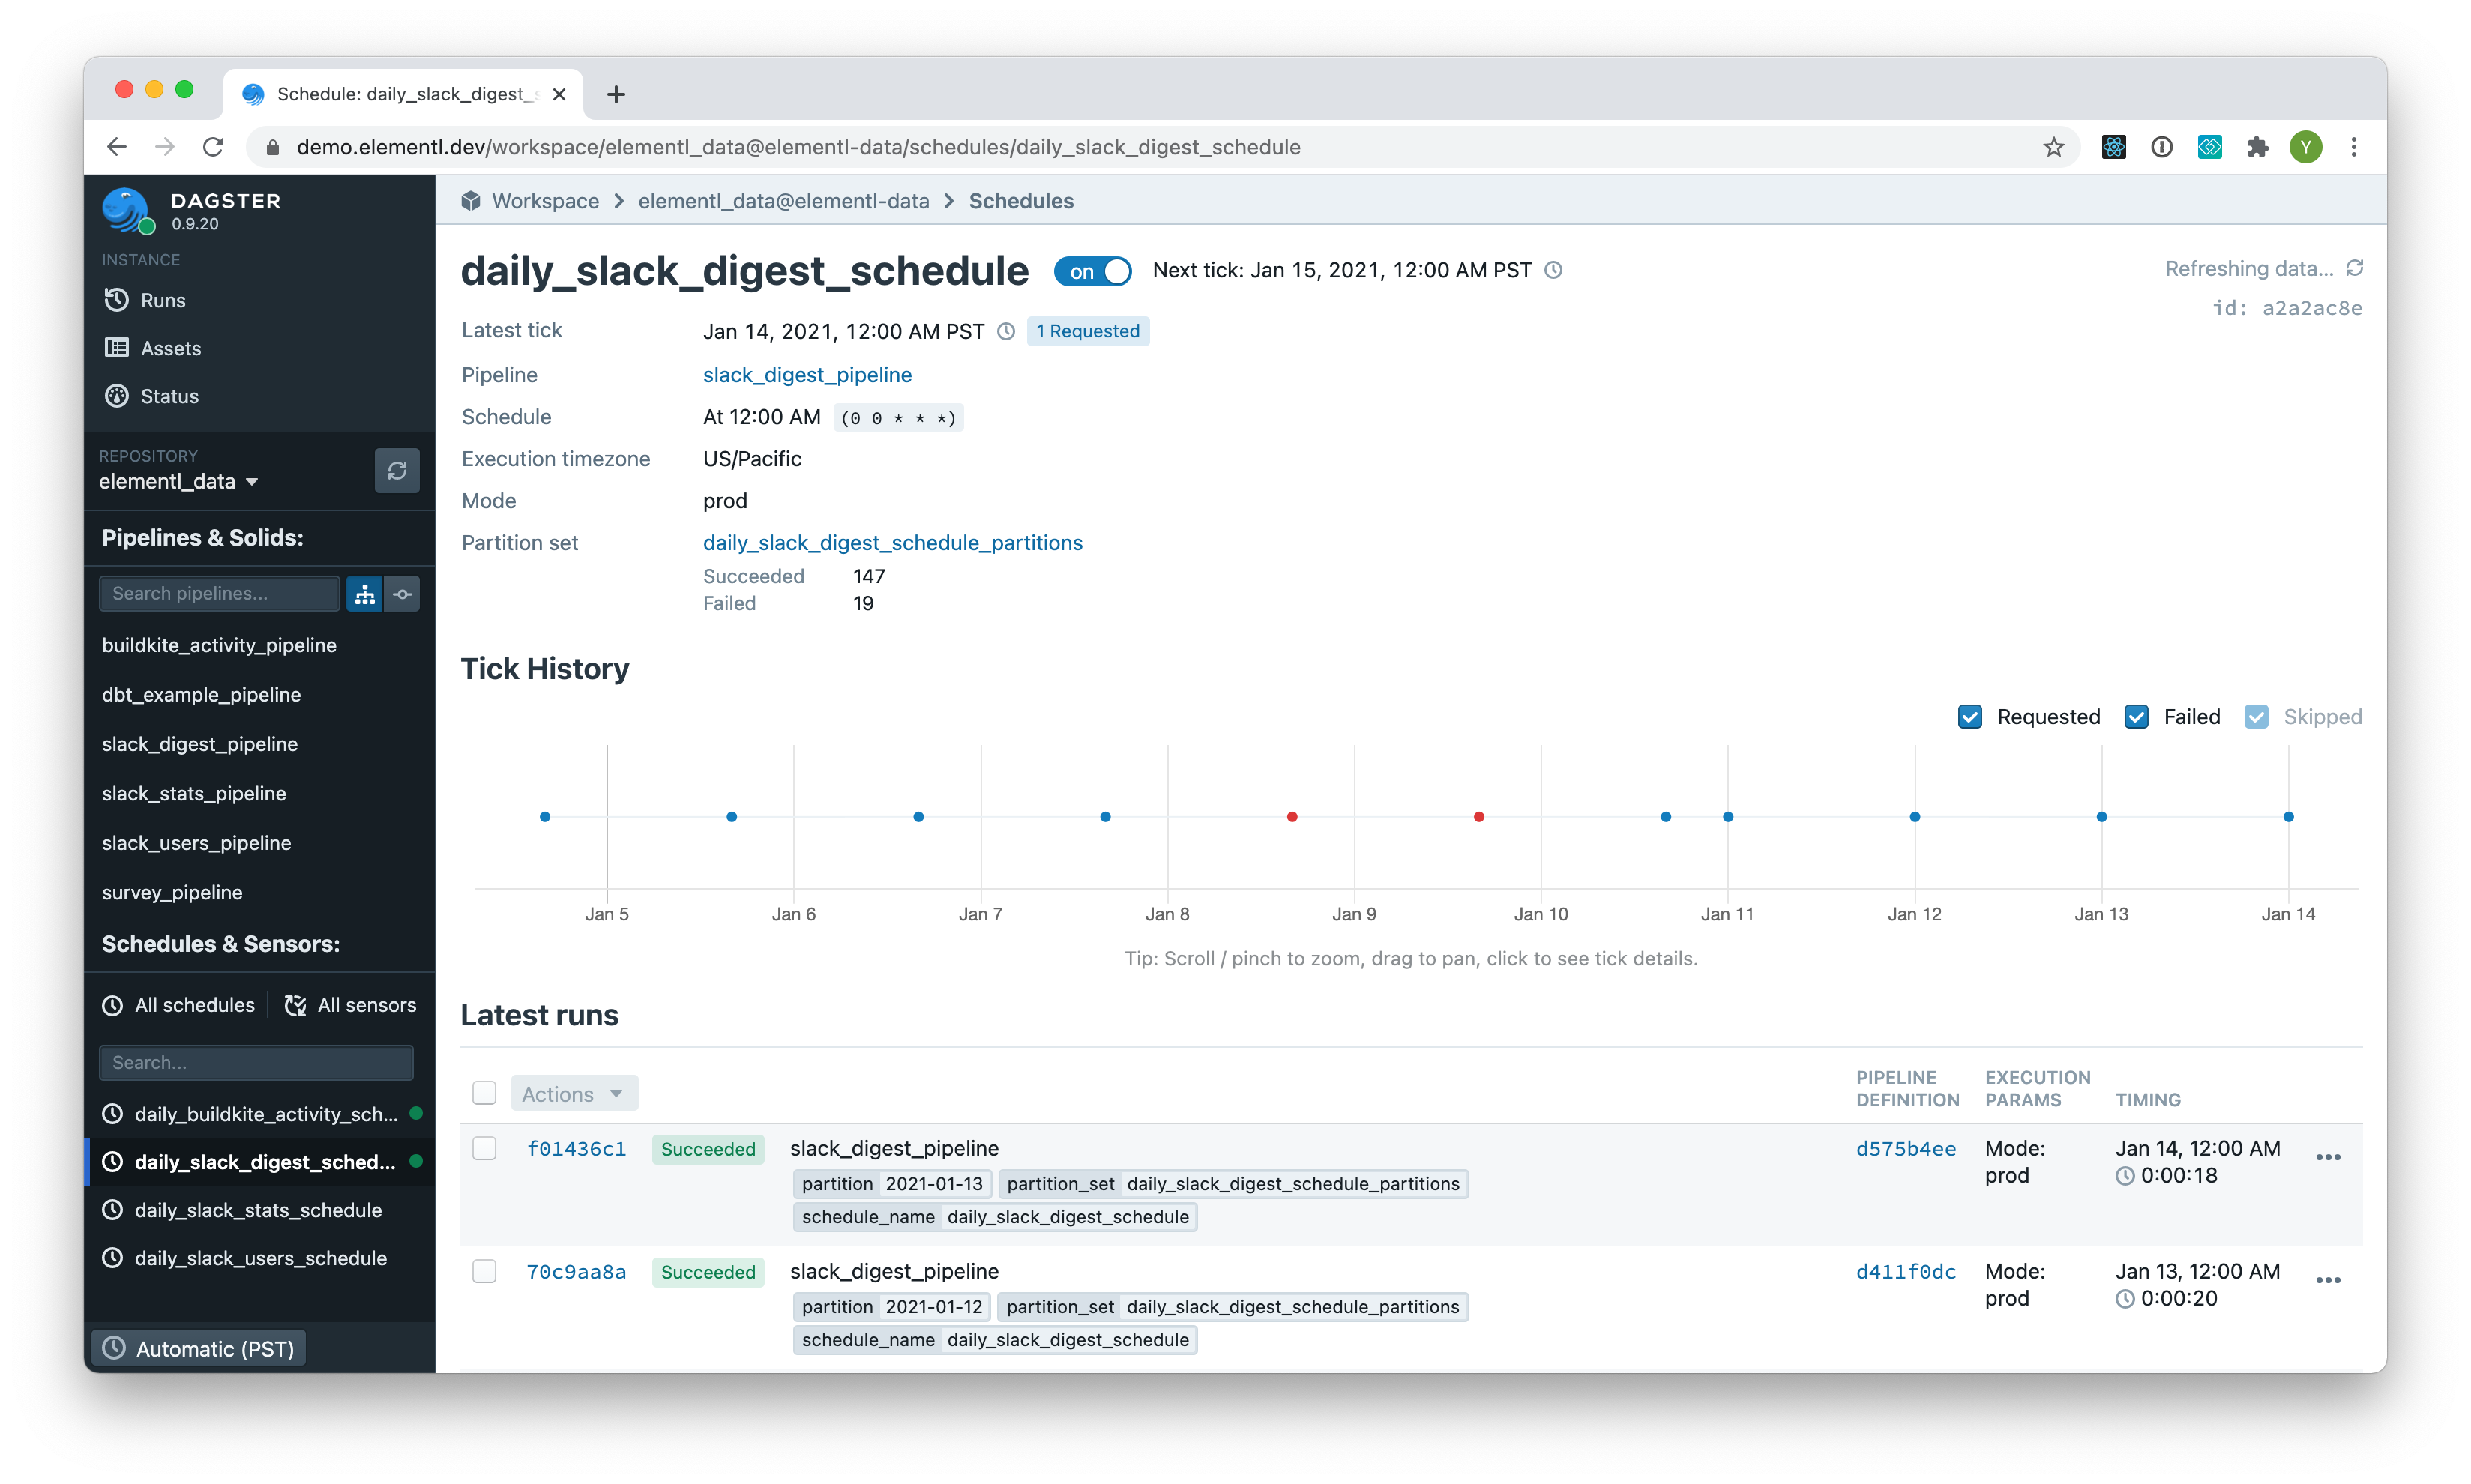 Schedule: daily_slack_digest_s
demo.elementl.dev/workspace/elementl_data@elementl-data/schedules/daily_slack_digest_schedule
Y
DAGSTER
0.9.20
INSTANCE
Runs
Assets
Status
REPOSITORY
elementl_data
Pipelines & Solids:
Search pipelines...
buildkite_activity_pipeline
dbt_example_pipeline
slack_digest_pipeline
slack_stats_pipeline
slack_users_pipeline
survey_pipeline
Schedules & Sensors:
All schedules
All sensors
Search...
daily_buildkite_activity_sch...
daily_slack_digest_sched...
daily_slack_stats_schedule
daily_slack_users_schedule
Automatic (PST)
Workspace > elementl_data@elementl-data > Schedules
daily_slack_digest_schedule on Next tick: Jan 15, 2021, 12:00 AM PST
Refreshing data...
id: a2a2ac8e
Latest tick Jan 14, 2021, 12:00 AM PST 1 Requested
Pipeline slack_digest_pipeline
Schedule At 12:00 AM (0 0 * * *)
Execution timezone US/Pacific
Mode prod
Partition set daily_slack_digest_schedule_partitions
Succeeded 147
Failed 19
Tick History
Requested Failed Skipped
Jan 5 Jan 6 Jan 7 Jan 8 Jan 9 Jan 10 Jan 11 Jan 12 Jan 13 Jan 14
Tip: Scroll / pinch to zoom, drag to pan, click to see tick details.
Latest runs
Actions
PIPELINE DEFINITION
EXECUTION PARAMS
TIMING
f01436c1 Succeeded slack_digest_pipeline d575b4ee Mode: Jan 14, 12:00 AM
partition 2021-01-13 partition_set daily_slack_digest_schedule_partitions prod 0:00:18
schedule_name daily_slack_digest_schedule
70c9aa8a Succeeded slack_digest_pipeline d411f0dc Mode: Jan 13, 12:00 AM
partition 2021-01-12 partition_set daily_slack_digest_schedule_partitions prod 0:00:20
schedule_name daily_slack_digest_schedule